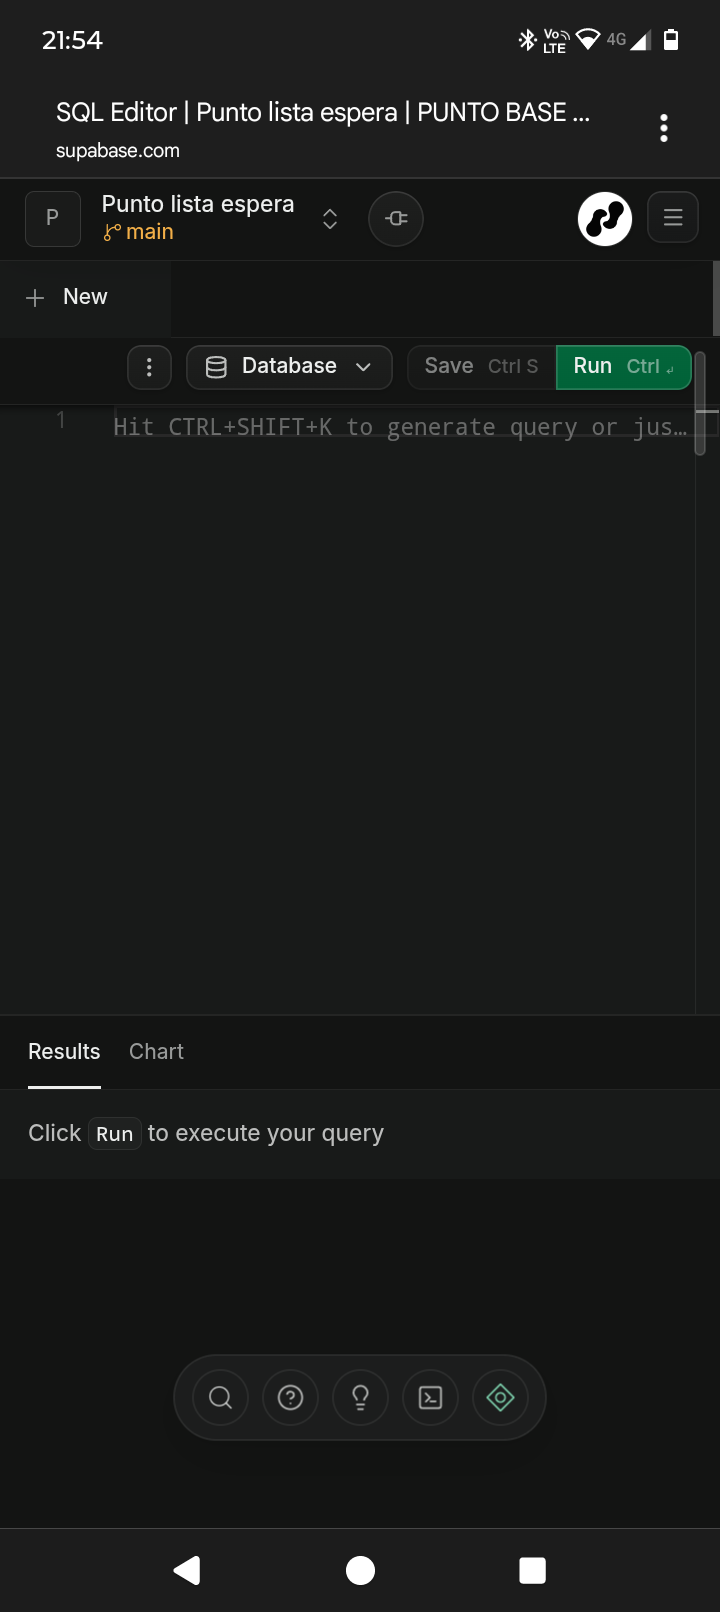 21:54
Vo LTE
4G
SQL Editor | Punto lista espera | PUNTO BASE ...
supabase.com
P
Punto lista espera
main
New
Database
Save Ctrl S
Run Ctrl ↲
1
Hit CTRL+SHIFT+K to generate query or jus…
Results Chart
Click Run to execute your query